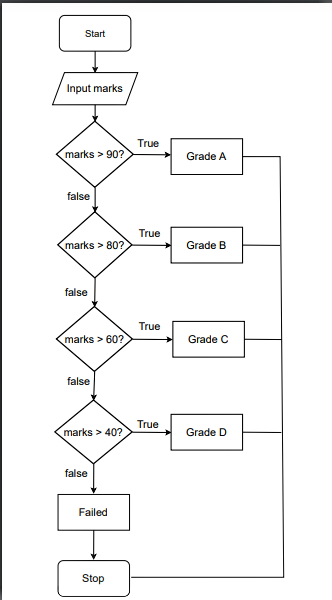 Start
Input marks
marks > 90?
True
Grade A
false
marks > 80?
True
Grade B
false
marks > 60?
True
Grade C
false
marks > 40?
True
Grade D
false
Failed
Stop